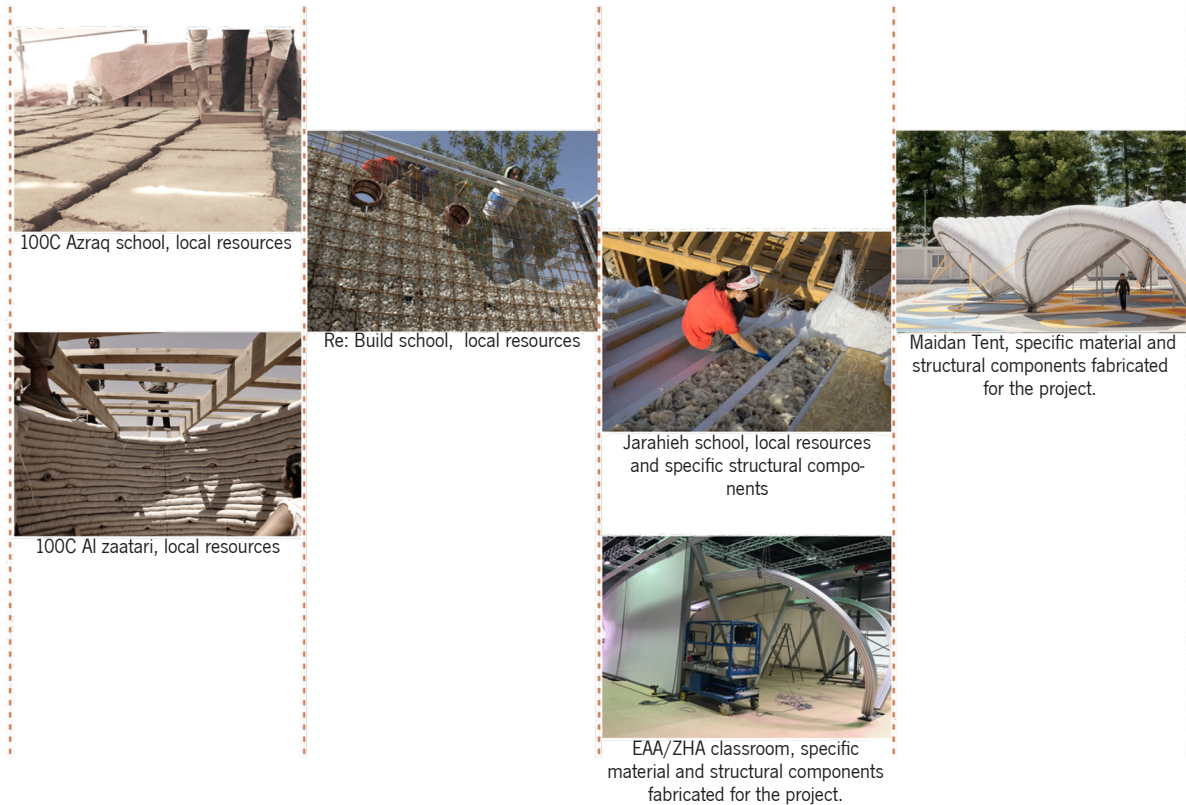 100C Azraq school, local resources
100C Al zaatari, local resources
Re: Build school,  local resources
Jarahieh school, local resources
and specific structural compo-
nents
EAA/ZHA classroom, specific
material and structural components
fabricated for the project.
Maidan Tent, specific material and
structural components fabricated
for the project.